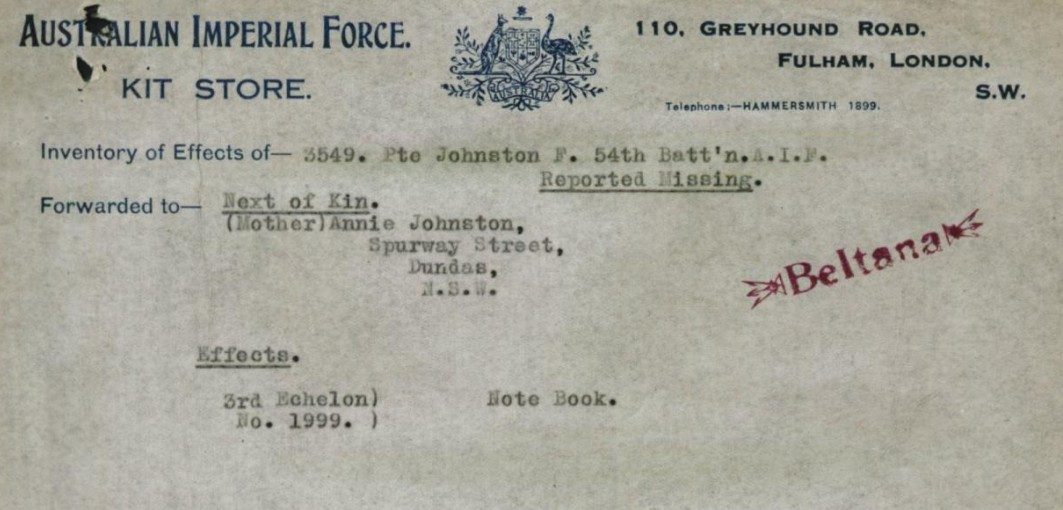 AUSTRALIAN IMPERIAL FORCE.
KIT STORE.
AUSTRALIA
110, GREYHOUND ROAD,
FULHAM, LONDON,
S.W.
Telephone:—HAMMERSMITH 1899.
Inventory of Effects of— 3549. Pte Johnston F. 54th Batt'n.A.I.F.
Reported Missing.
Forwarded to— Next of Kin.
(Mother)Annie Johnston,
Spurway Street,
Dundas,
N.S.W.
Beltana
Effects.
3rd Echelon) Note Book.
No. 1999. )